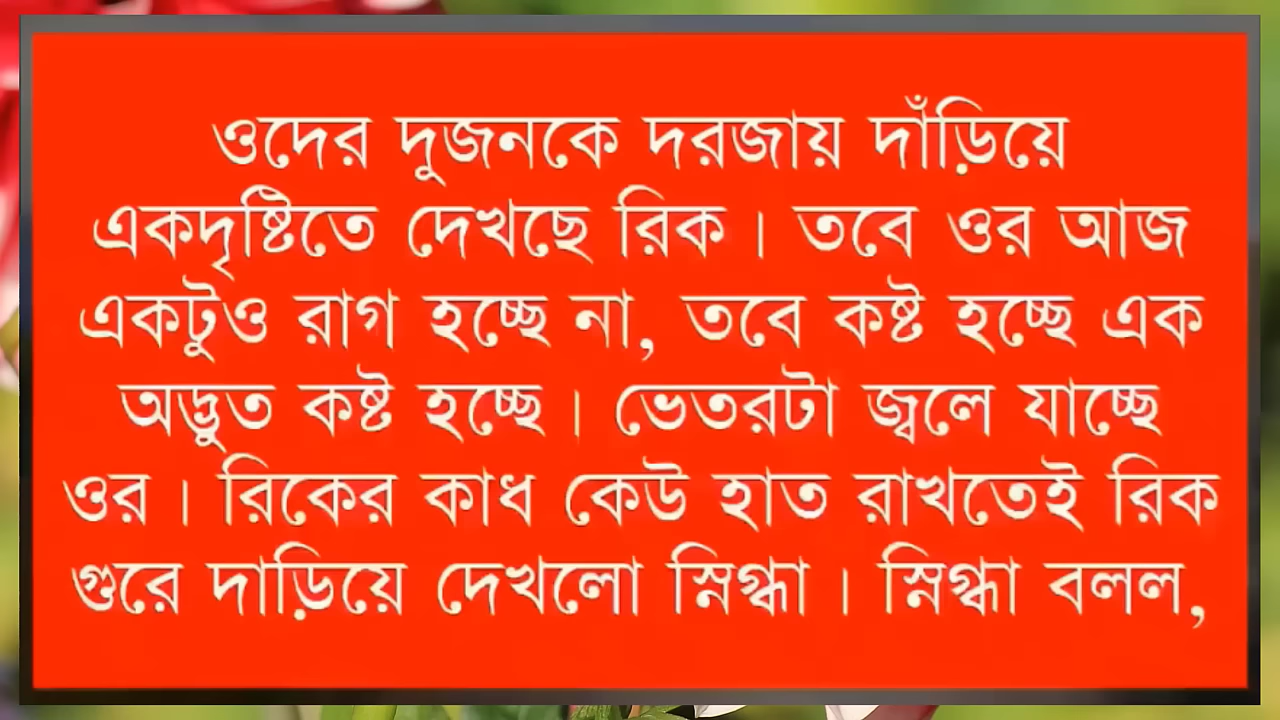 ওদের দুজনকে দরজায় দাঁড়িয়ে
একদৃষ্টিতে দেখছে রিক। তবে ওর আজ
একটুও রাগ হচ্ছে না, তবে কষ্ট হচ্ছে এক
অদ্ভুত কষ্ট হচ্ছে। ভেতরটা জ্বলে যাচ্ছে
ওর। রিকের কাধ কেউ হাত রাখতেই রিক
গুরে দাড়িয়ে দেখলো স্নিগ্ধা। স্নিগ্ধা বলল,